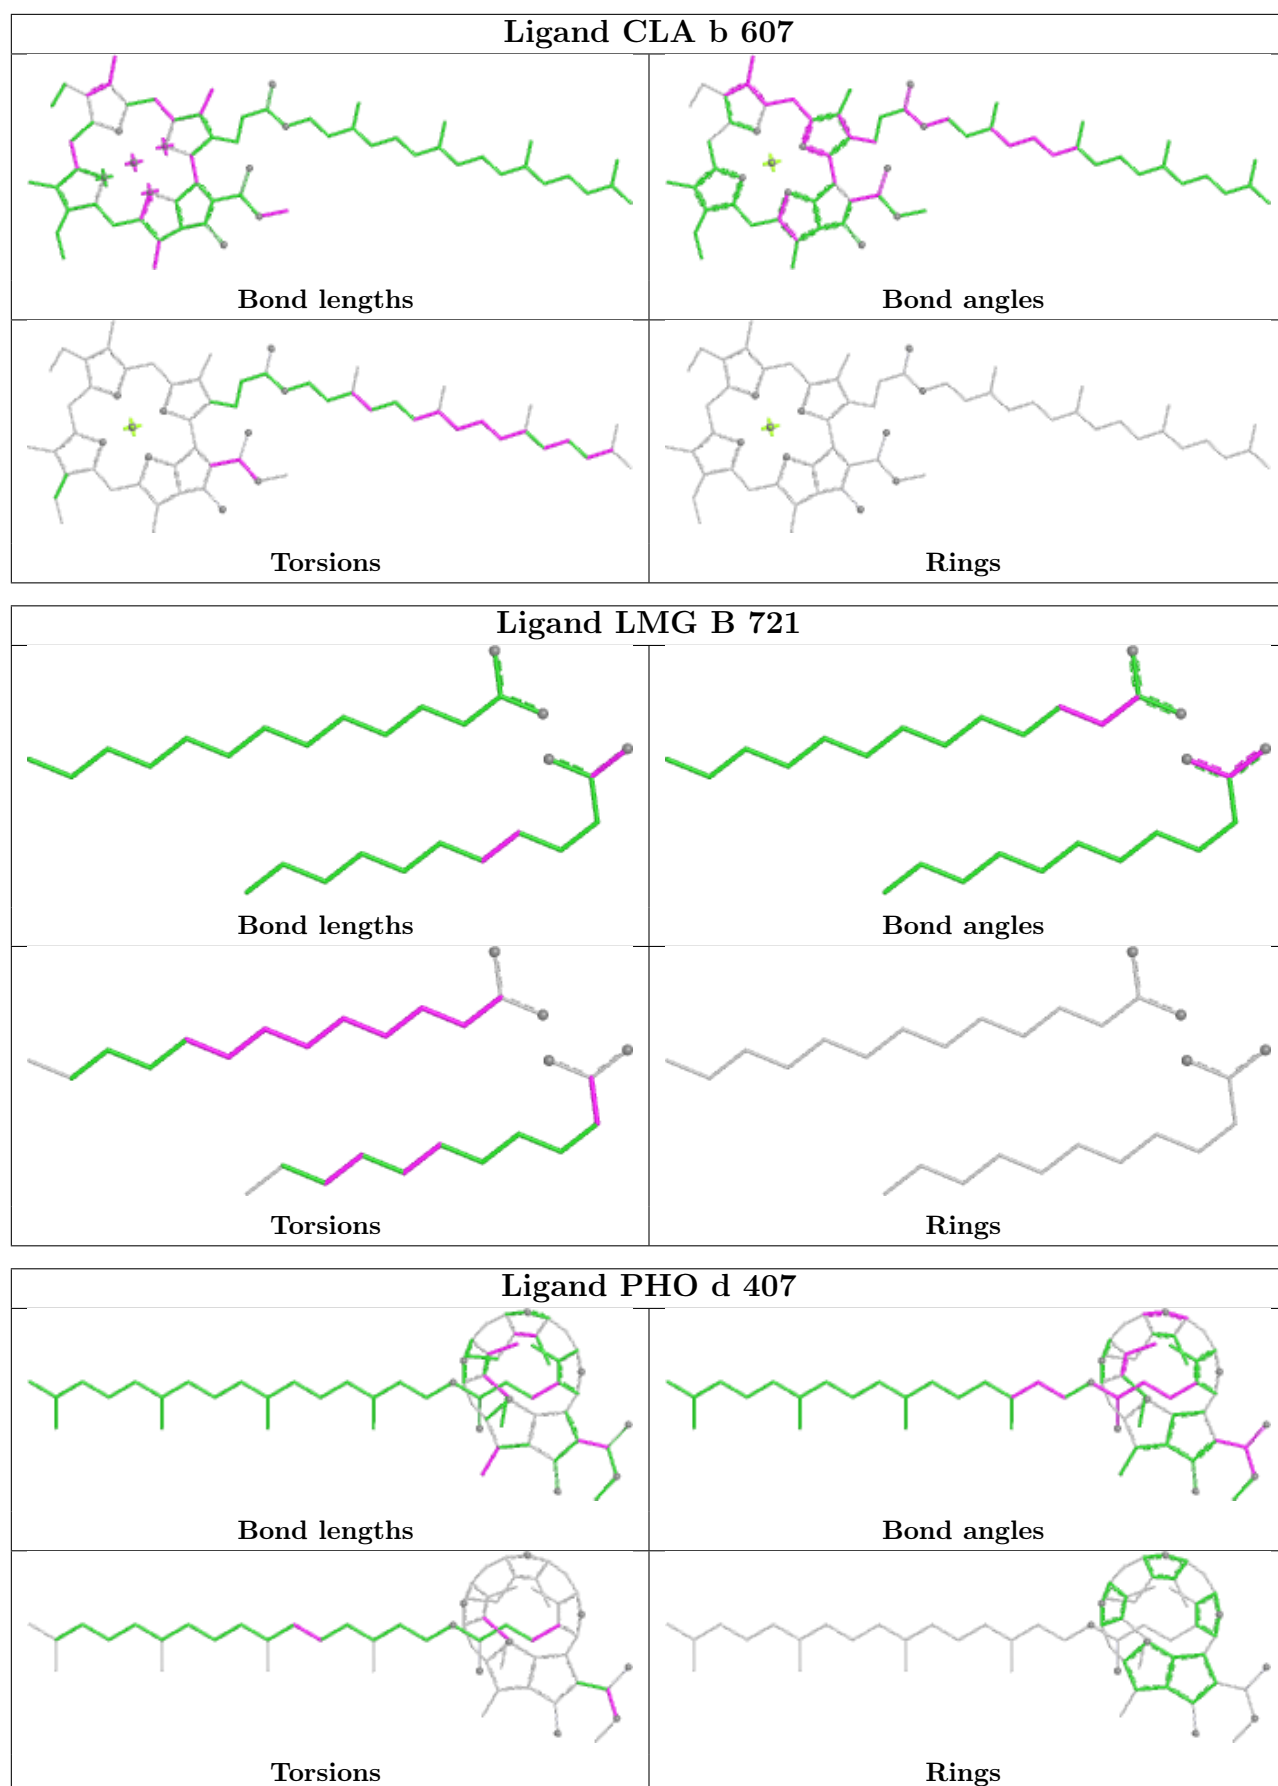 Ligand CLA b 607
Bond lengths
Bond angles
Torsions
Rings
Ligand LMG B 721
Bond lengths
Bond angles
Torsions
Rings
Ligand PHO d 407
Bond lengths
Bond angles
Torsions
Rings